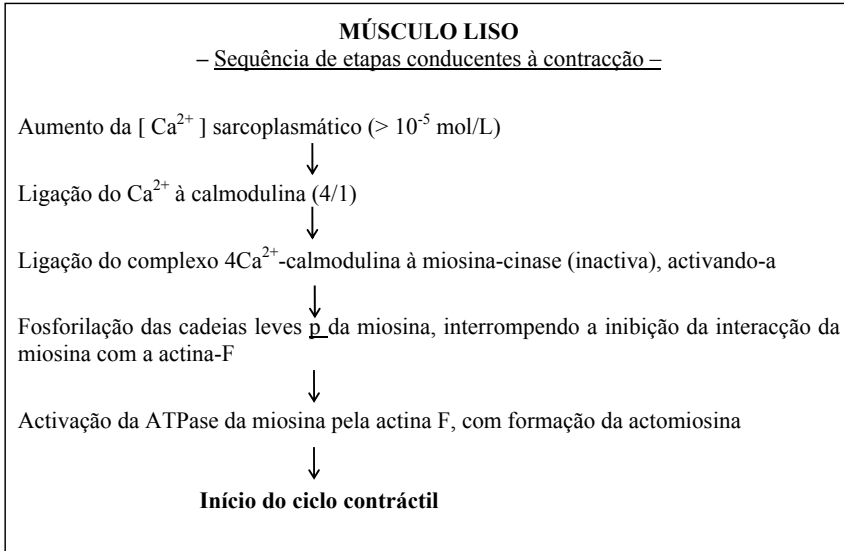 MÚSCULO LISO
– Sequência de etapas conducentes à contracção –
Aumento da [ Ca²⁺ ] sarcoplasmático (> 10⁻⁵ mol/L)
Ligação do Ca²⁺ à calmodulina (4/1)
Ligação do complexo 4Ca²⁺-calmodulina à miosina-cinase (inactiva), activando-a
Fosforilação das cadeias leves p da miosina, interrompendo a inibição da interacção da
miosina com a actina-F
Activação da ATPase da miosina pela actina F, com formação da actomiosina
Início do ciclo contráctil